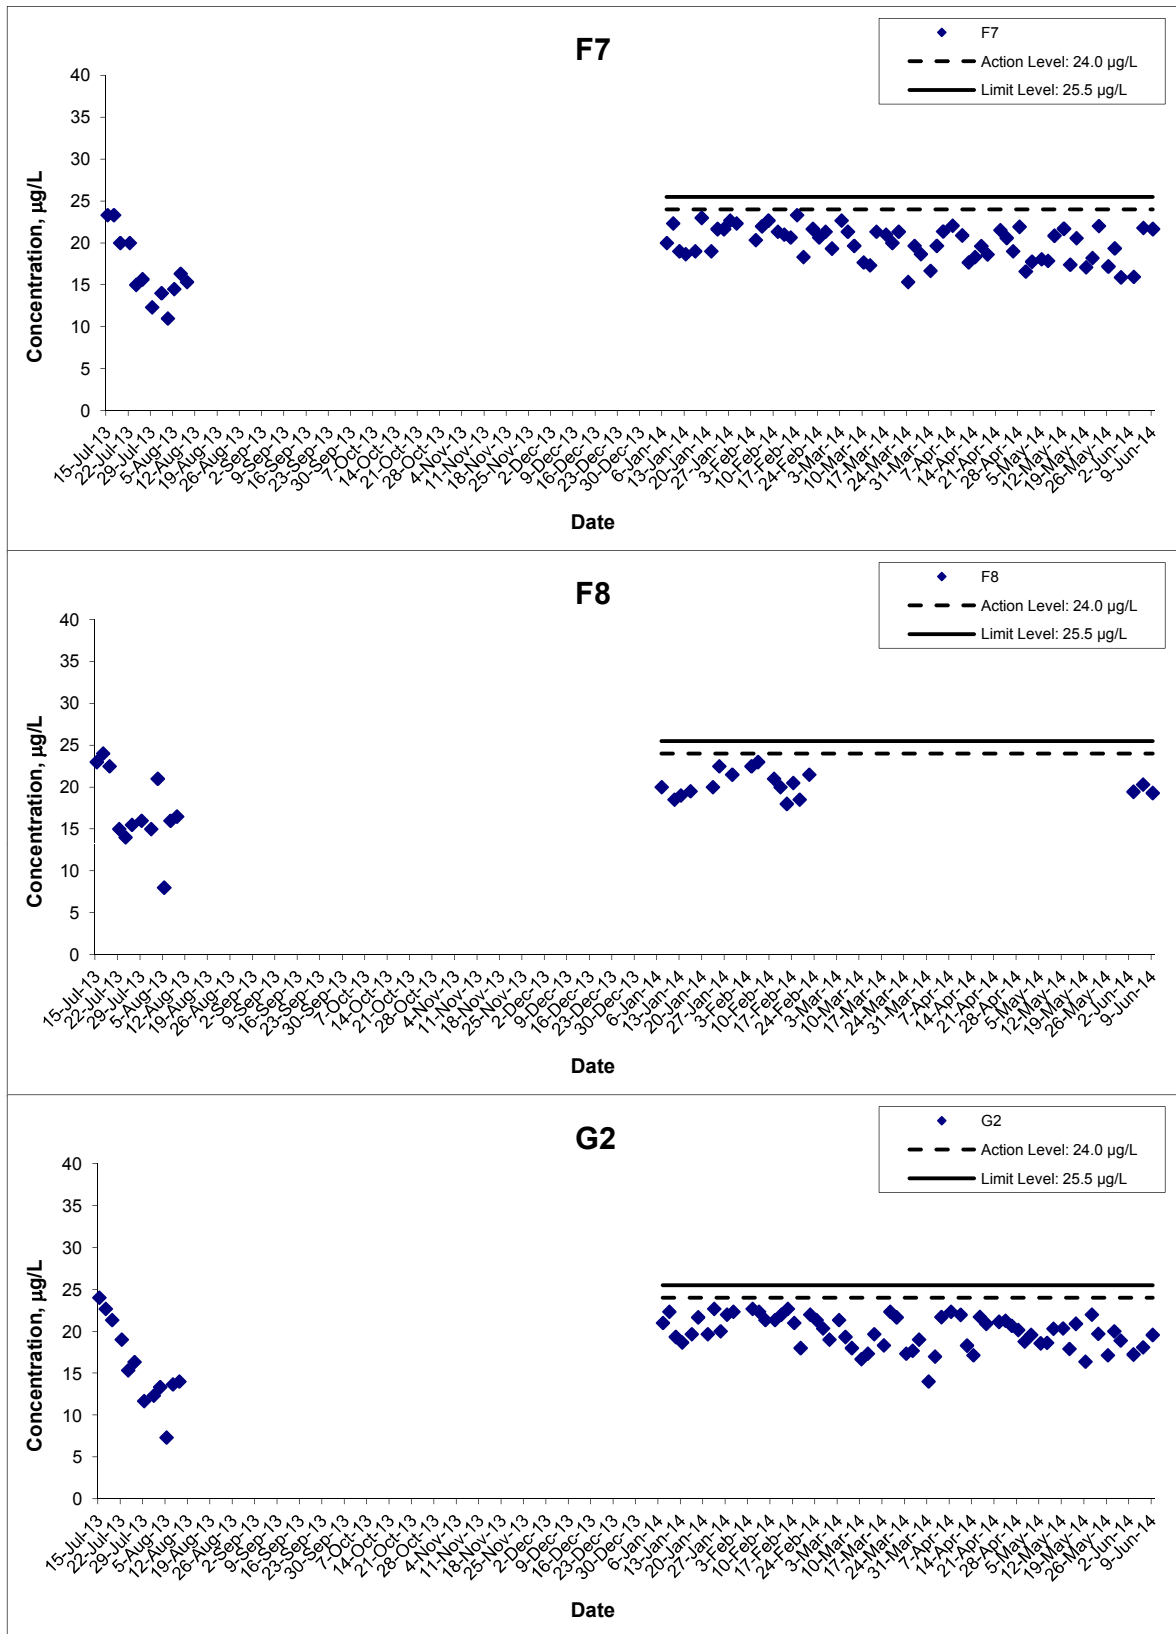 F7
F7
Action Level: 24.0 µg/L
Limit Level: 25.5 µg/L
40
35
30
25
20
15
10
5
0
Concentration, µg/L
15-Jul-13
22-Jul-13
29-Jul-13
5-Aug-13
12-Aug-13
19-Aug-13
26-Aug-13
2-Sep-13
9-Sep-13
16-Sep-13
23-Sep-13
30-Sep-13
7-Oct-13
14-Oct-13
21-Oct-13
28-Oct-13
4-Nov-13
11-Nov-13
18-Nov-13
25-Nov-13
2-Dec-13
9-Dec-13
16-Dec-13
23-Dec-13
30-Dec-13
6-Jan-14
13-Jan-14
20-Jan-14
27-Jan-14
3-Feb-14
10-Feb-14
17-Feb-14
24-Feb-14
3-Mar-14
10-Mar-14
17-Mar-14
24-Mar-14
31-Mar-14
7-Apr-14
14-Apr-14
21-Apr-14
28-Apr-14
5-May-14
12-May-14
19-May-14
26-May-14
2-Jun-14
9-Jun-14
Date
F8
F8
Action Level: 24.0 µg/L
Limit Level: 25.5 µg/L
40
35
30
25
20
15
10
5
0
Concentration, µg/L
15-Jul-13
22-Jul-13
29-Jul-13
5-Aug-13
12-Aug-13
19-Aug-13
26-Aug-13
2-Sep-13
9-Sep-13
16-Sep-13
23-Sep-13
30-Sep-13
7-Oct-13
14-Oct-13
21-Oct-13
28-Oct-13
4-Nov-13
11-Nov-13
18-Nov-13
25-Nov-13
2-Dec-13
9-Dec-13
16-Dec-13
23-Dec-13
30-Dec-13
6-Jan-14
13-Jan-14
20-Jan-14
27-Jan-14
3-Feb-14
10-Feb-14
17-Feb-14
24-Feb-14
3-Mar-14
10-Mar-14
17-Mar-14
24-Mar-14
31-Mar-14
7-Apr-14
14-Apr-14
21-Apr-14
28-Apr-14
5-May-14
12-May-14
19-May-14
26-May-14
2-Jun-14
9-Jun-14
Date
G2
G2
Action Level: 24.0 µg/L
Limit Level: 25.5 µg/L
40
35
30
25
20
15
10
5
0
Concentration, µg/L
15-Jul-13
22-Jul-13
29-Jul-13
5-Aug-13
12-Aug-13
19-Aug-13
26-Aug-13
2-Sep-13
9-Sep-13
16-Sep-13
23-Sep-13
30-Sep-13
7-Oct-13
14-Oct-13
21-Oct-13
28-Oct-13
4-Nov-13
11-Nov-13
18-Nov-13
25-Nov-13
2-Dec-13
9-Dec-13
16-Dec-13
23-Dec-13
30-Dec-13
6-Jan-14
13-Jan-14
20-Jan-14
27-Jan-14
3-Feb-14
10-Feb-14
17-Feb-14
24-Feb-14
3-Mar-14
10-Mar-14
17-Mar-14
24-Mar-14
31-Mar-14
7-Apr-14
14-Apr-14
21-Apr-14
28-Apr-14
5-May-14
12-May-14
19-May-14
26-May-14
2-Jun-14
9-Jun-14
Date